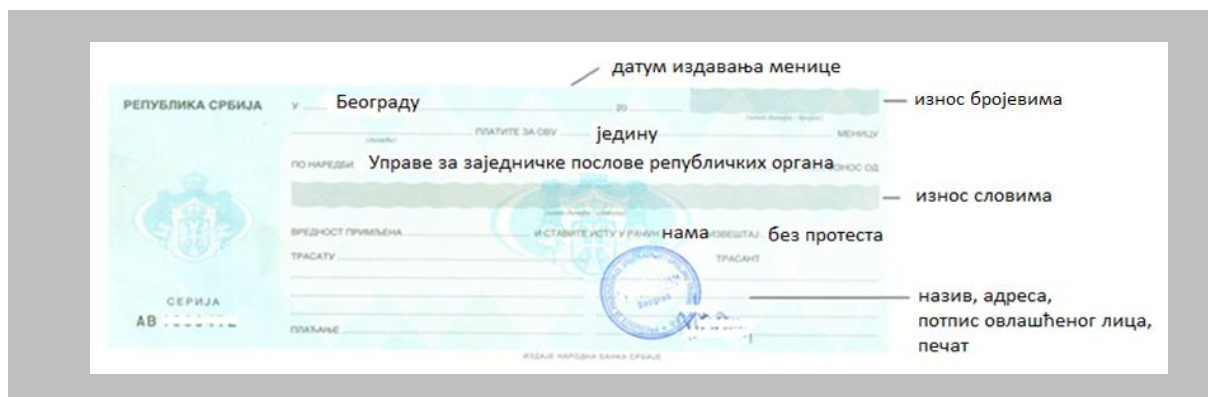 датум издавања менице
РЕПУБЛИКА СРБИЈА У Београду 20 износ бројевима
ПЛАТИТЕ ЗА ОВУ једину МЕНИЦУ
ПО НАРЕДБИ Управе за заједничке послове републичких органа ИЗНОС ОД
износ словима
ВРЕДНОСТ ПРИМЉЕНА И СТАВИТЕ ИСТУ У РАЧУН нама ИЗВЕШТАЈ без протеста
ТРАСАТУ ТРАСАНТ
СЕРИЈА назив, адреса,
АВ потпис овлашћеног лица,
ПЛАЋАЊЕ печат
ИЗДАЈЕ НАРОДНА БАНКА СРБИЈЕ